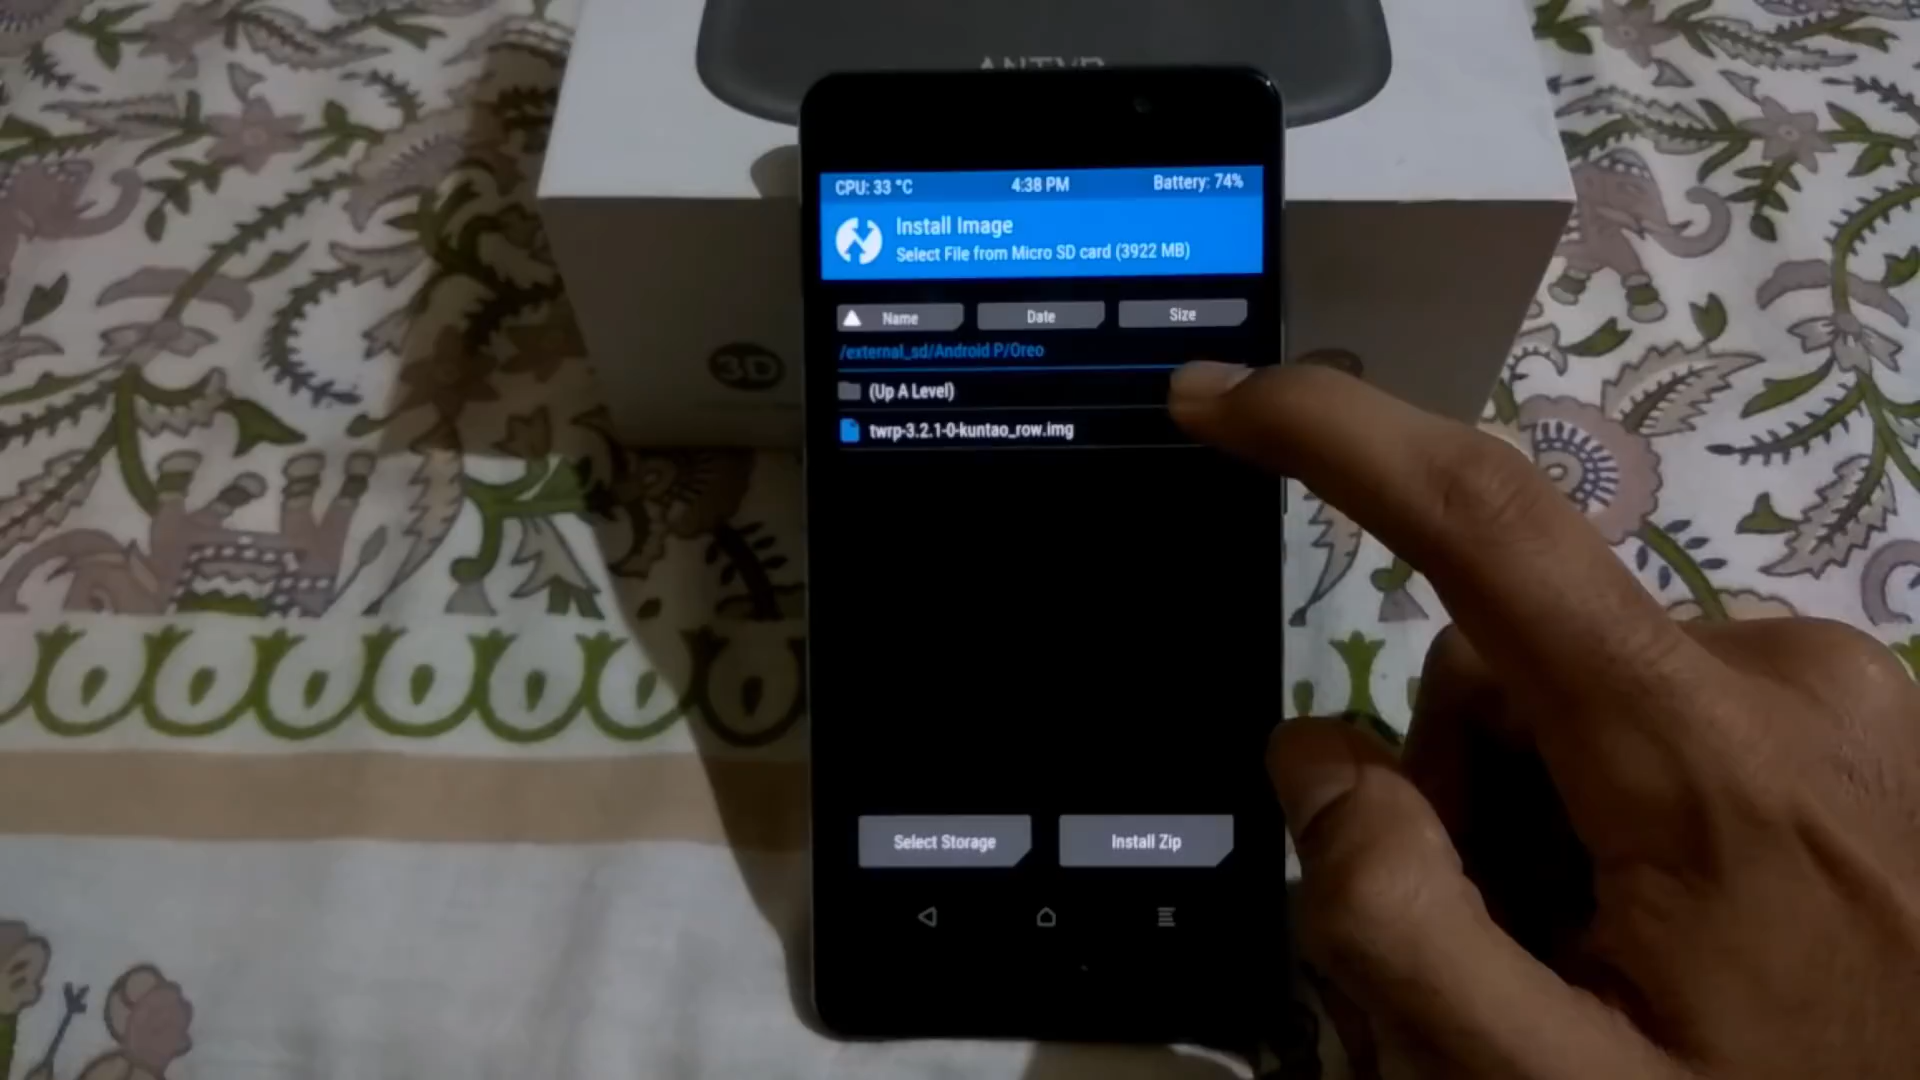 ANTVR
CPU: 33 °C 4:38 PM Battery: 74%
Install Image
Select File from Micro SD card (3922 MB)
Name Date Size
/external_sd/Android P/Oreo
(Up A Level)
twrp-3.2.1-0-kuntao_row.img
3D
Select Storage Install Zip